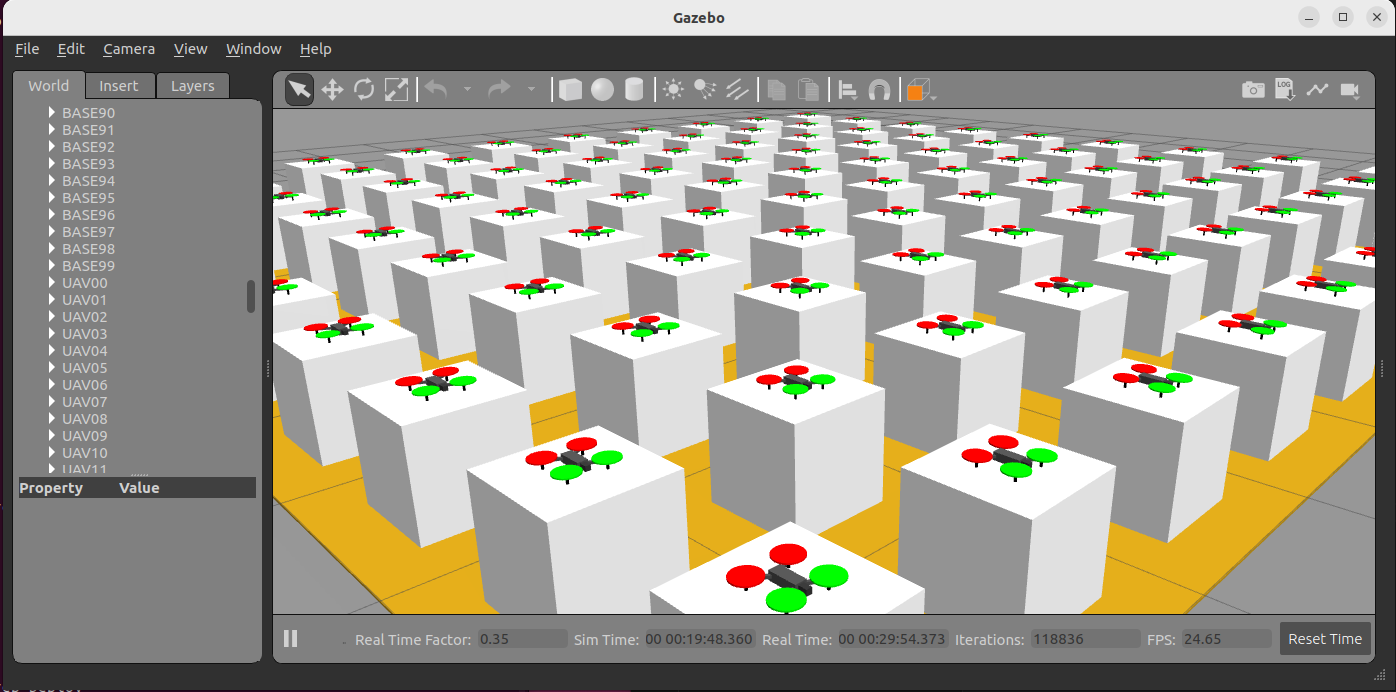 Gazebo
File Edit Camera View Window Help
World Insert Layers
LOG
BASE90
BASE91
BASE92
BASE93
BASE94
BASE95
BASE96
BASE97
BASE98
BASE99
UAV00
UAV01
UAV02
UAV03
UAV04
UAV05
UAV06
UAV07
UAV08
UAV09
UAV10
UAV11
Property Value
Real Time Factor: 0.35 Sim Time: 00 00:19:48.360 Real Time: 00 00:29:54.373 Iterations: 118836 FPS: 24.65 Reset Time